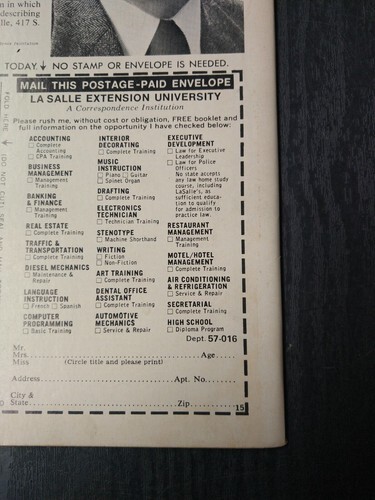 n in which
describing
lle, 417 S.
TODAY ↓ NO STAMP OR ENVELOPE IS NEEDED.
MAIL THIS POSTAGE-PAID ENVELOPE
LA SALLE EXTENSION UNIVERSITY
A Correspondence Institution
Please rush me, without cost or obligation, FREE booklet and
full information on the opportunity I have checked below:
ACCOUNTING
☐ Complete
Accounting
☐ CPA Training
BUSINESS
MANAGEMENT
☐ Management
Training
BANKING
& FINANCE
☐ Management
Training
REAL ESTATE
☐ Complete Training
TRAFFIC &
TRANSPORTATION
☐ Complete Training
DIESEL MECHANICS
☐ Maintenance &
Repair
LANGUAGE
INSTRUCTION
☐ French ☐ Spanish
COMPUTER
PROGRAMMING
☐ Basic Training
INTERIOR
DECORATING
☐ Complete Training
MUSIC
INSTRUCTION
☐ Piano ☐ Guitar
☐ Spinet Organ
DRAFTING
☐ Complete Training
ELECTRONICS
TECHNICIAN
☐ Technician Training
STENOTYPE
☐ Machine Shorthand
WRITING
☐ Fiction
☐ Non-Fiction
ART TRAINING
☐ Complete Training
DENTAL OFFICE
ASSISTANT
☐ Complete Training
AUTOMOTIVE
MECHANICS
☐ Service & Repair
EXECUTIVE
DEVELOPMENT
☐ Law for Executive
Leadership
☐ Law for Police
Officers
No state accepts
any law home study
course, including
LaSalle's, as
sufficient educa-
tion to qualify
for admission to
practice law.
RESTAURANT
MANAGEMENT
☐ Management
Training
MOTEL/HOTEL
MANAGEMENT
☐ Complete Training
AIR CONDITIONING
& REFRIGERATION
☐ Service & Repair
SECRETARIAL
☐ Complete Training
HIGH SCHOOL
☐ Diploma Program
Dept. 57-016
Mr.
Mrs. Age
Miss (Circle title and please print)
Address Apt. No.
City &
State Zip
15
FOLD HERE